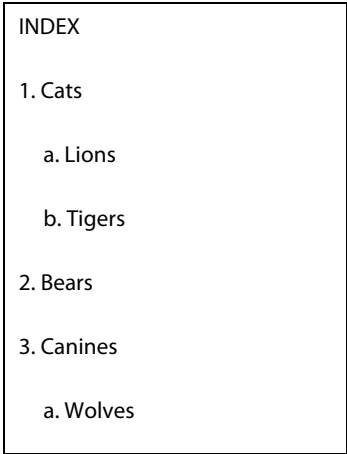 INDEX
1. Cats
a. Lions
b. Tigers
2. Bears
3. Canines
a. Wolves